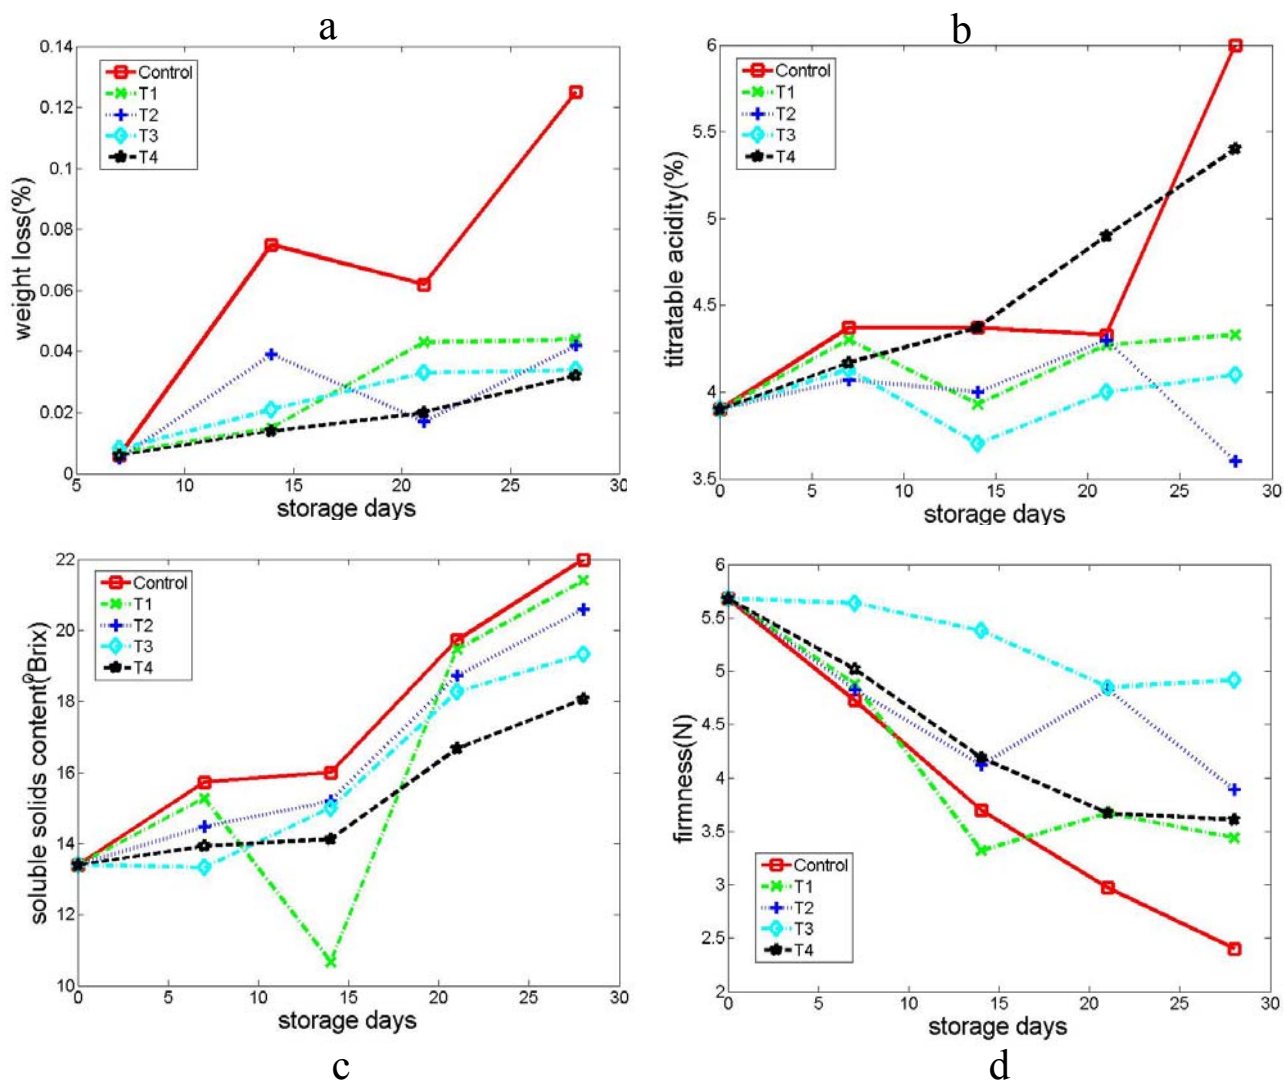 a
0.14
0.12
0.1
0.08
0.06
0.04
0.02
0
weight loss(%)
Control
T1
T2
T3
T4
5 10 15 20 25 30
storage days
b
6
5.5
5
4.5
4
3.5
titratable acidity(%)
Control
T1
T2
T3
T4
0 5 10 15 20 25 30
storage days
22
20
18
16
14
12
10
soluble solids content(°Brix)
Control
T1
T2
T3
T4
0 5 10 15 20 25 30
storage days
c
6
5.5
5
4.5
4
3.5
3
2.5
2
firmness(N)
Control
T1
T2
T3
T4
0 5 10 15 20 25 30
storage days
d